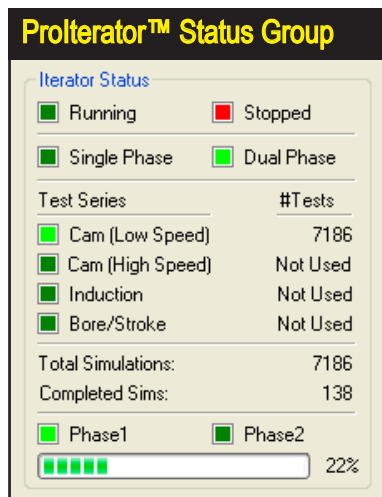 ProIterator™ Status Group
Iterator Status
Running Stopped
Single Phase Dual Phase
Test Series #Tests
Cam (Low Speed) 7186
Cam (High Speed) Not Used
Induction Not Used
Bore/Stroke Not Used
Total Simulations: 7186
Completed Sims: 138
Phase1 Phase2
22%